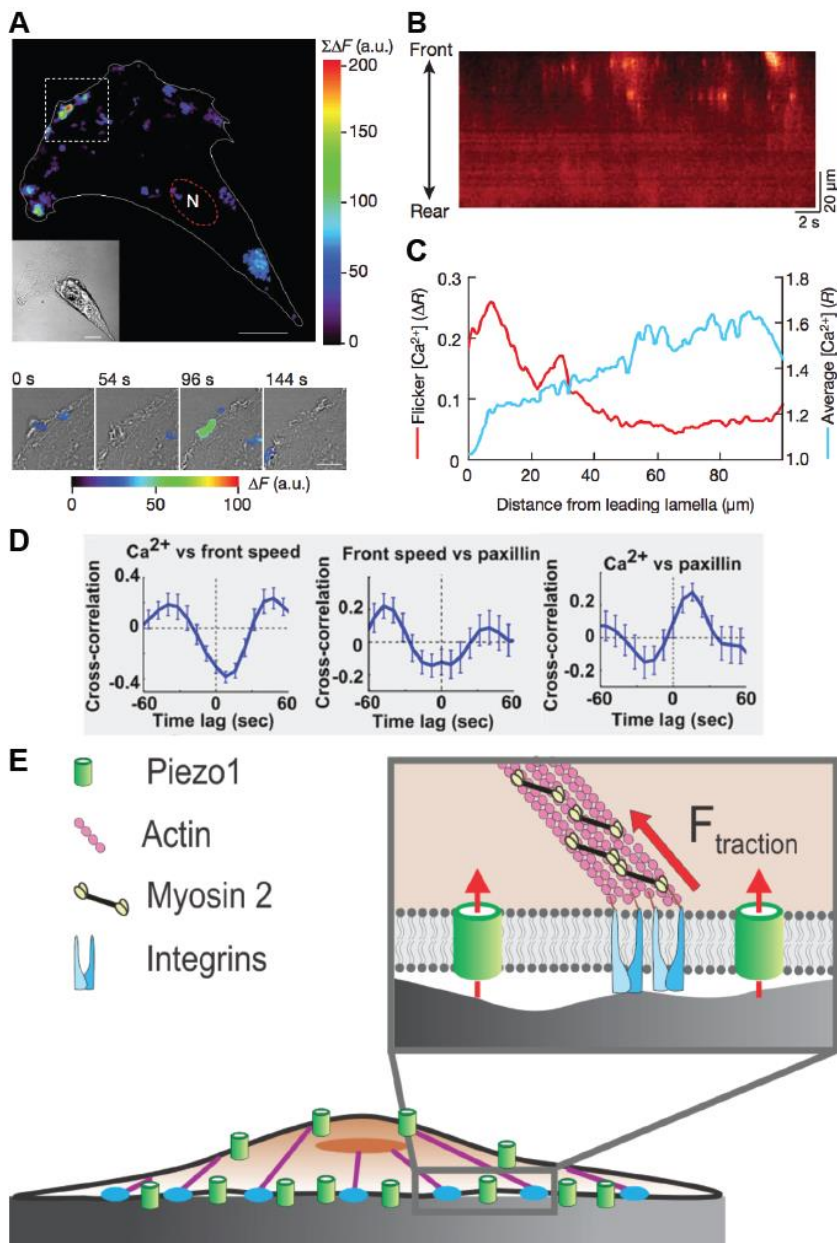 A
ΣΔF (a.u.)
200
150
100
50
0
N
0 s
54 s
96 s
144 s
0
50
100
ΔF (a.u.)
B
Front
Rear
20 µm
2 s
C
Flicker [Ca²⁺] (ΔR)
0.3
0.2
0.1
0
Average [Ca²⁺] (R)
1.8
1.6
1.4
1.2
1.0
0 20 40 60 80
Distance from leading lamella (µm)
D
Ca²⁺ vs front speed
Cross-correlation
0.4
0
-0.4
-60 0 60
Time lag (sec)
Front speed vs paxillin
Cross-correlation
0.2
0
-0.2
-60 0 60
Time lag (sec)
Ca²⁺ vs paxillin
Cross-correlation
0.2
0
-0.2
-60 0 60
Time lag (sec)
E
Piezo1
Actin
Myosin 2
Integrins
F traction